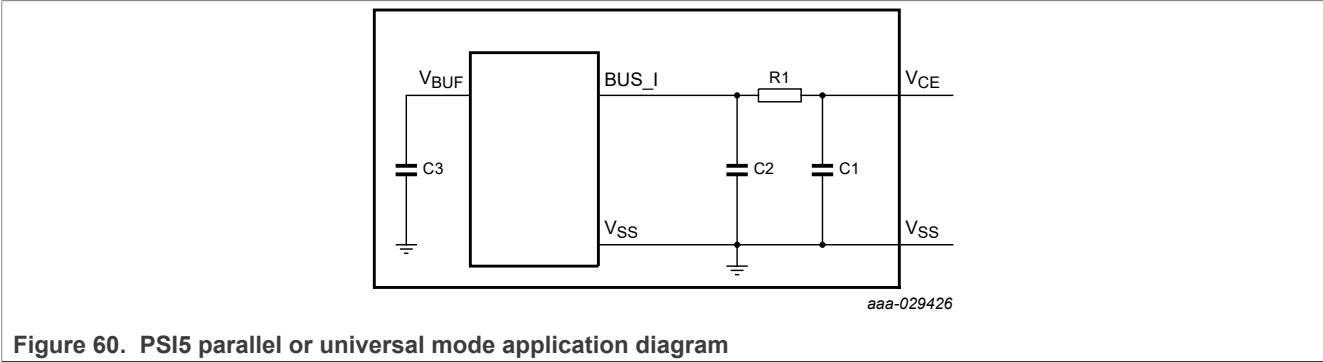 VBUF
BUS_I
R1
VCE
C3
C2
C1
VSS
VSS
aaa-029426
Figure 60. PSI5 parallel or universal mode application diagram